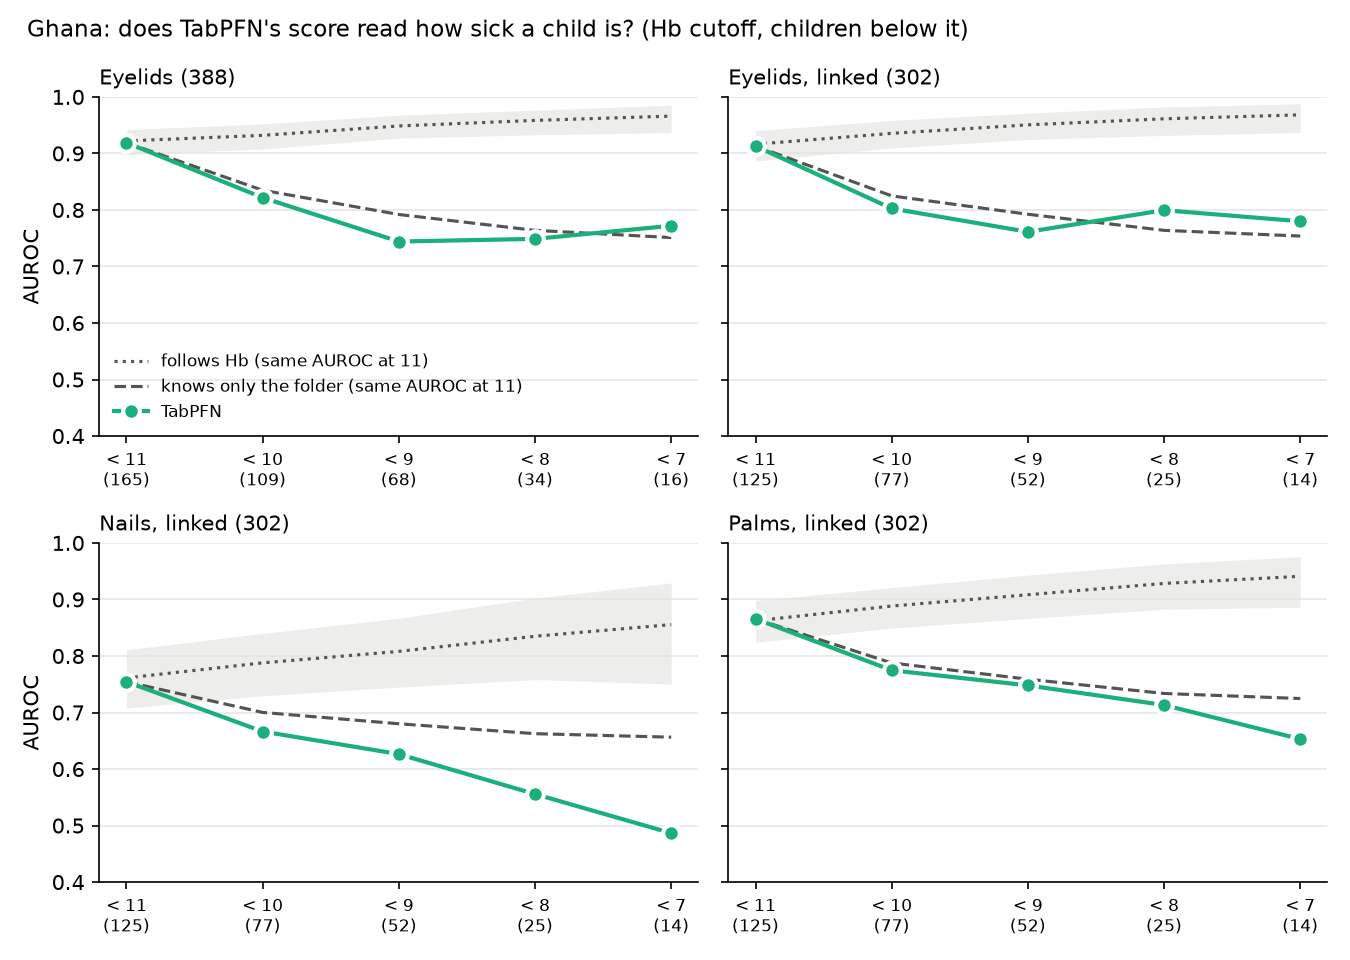 Ghana: does TabPFN's score read how sick a child is? (Hb cutoff, children below it)
Eyelids (388)
AUROC
1.0
0.9
0.8
0.7
0.6
0.5
0.4
follows Hb (same AUROC at 11)
knows only the folder (same AUROC at 11)
TabPFN
< 11 < 10 < 9 < 8 < 7
(165) (109) (68) (34) (16)
Eyelids, linked (302)
< 11 < 10 < 9 < 8 < 7
(125) (77) (52) (25) (14)
Nails, linked (302)
AUROC
1.0
0.9
0.8
0.7
0.6
0.5
0.4
< 11 < 10 < 9 < 8 < 7
(125) (77) (52) (25) (14)
Palms, linked (302)
< 11 < 10 < 9 < 8 < 7
(125) (77) (52) (25) (14)